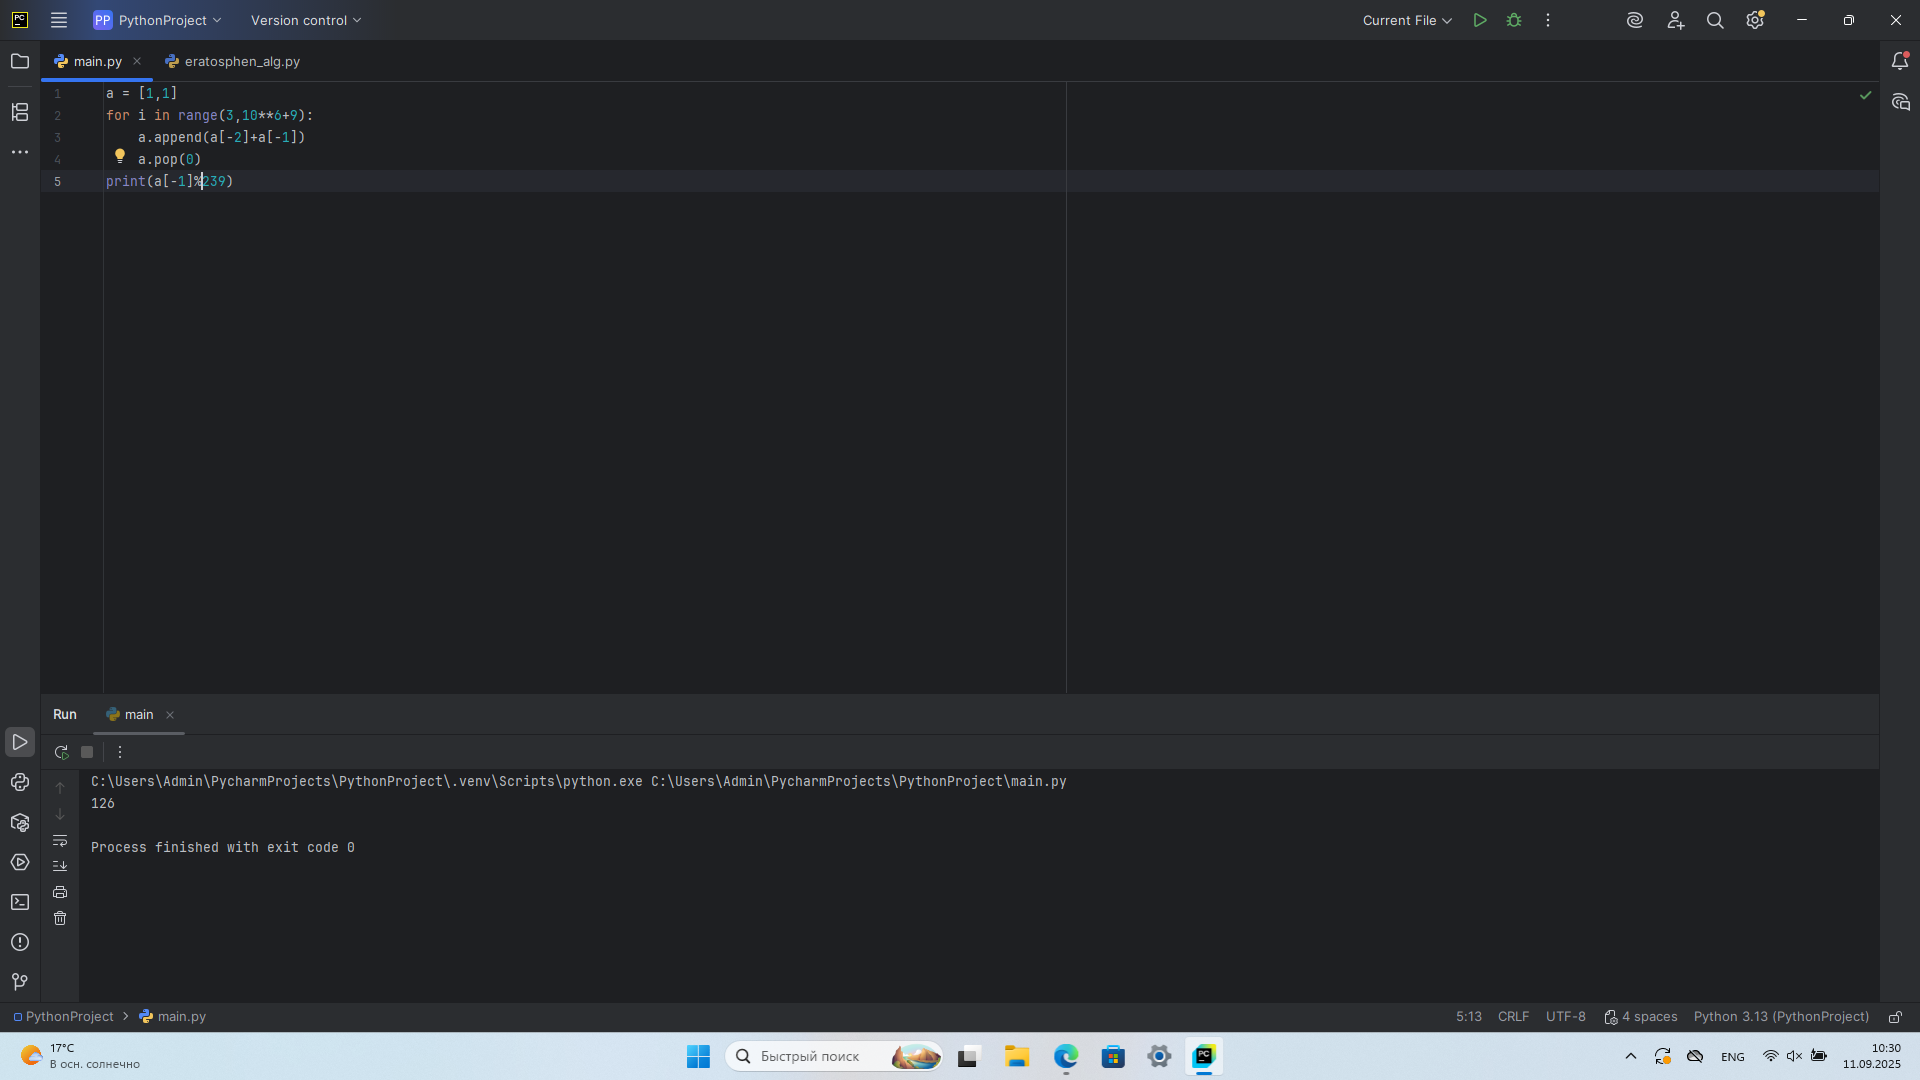 PC PP PythonProject Version control Current File
main.py eratosphen_alg.py
1 a = [1,1]
2 for i in range(3,10**6+9):
3 a.append(a[-2]+a[-1])
4 a.pop(0)
5 print(a[-1]%239)
Run main
C:\Users\Admin\PycharmProjects\PythonProject\.venv\Scripts\python.exe C:\Users\Admin\PycharmProjects\PythonProject\main.py
126
Process finished with exit code 0
PythonProject main.py 5:13 CRLF UTF-8 4 spaces Python 3.13 (PythonProject)
17°C
В осн. солнечно
Быстрый поиск
PC
ENG
10:30
11.09.2025